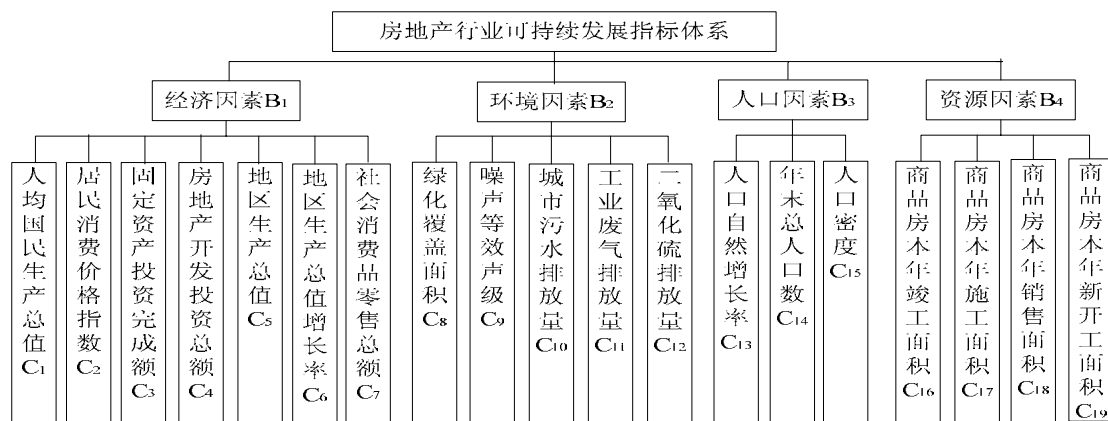 房地产行业可持续发展指标体系
经济因素B1
环境因素B2
人口因素B3
资源因素B4
人均国民生产总值C1
居民消费价格指数C2
固定资产投资完成额C3
房地产开发投资总额C4
地区生产总值C5
地区生产总值增长率C6
社会消费品零售总额C7
绿化覆盖面积C8
噪声等效声级C9
城市污水排放量C10
工业废气排放量C11
二氧化硫排放量C12
人口自然增长率C13
年末总人口数C14
人口密度C15
商品房本年竣工面积C16
商品房本年施工面积C17
商品房本年销售面积C18
商品房本年新开工面积C19